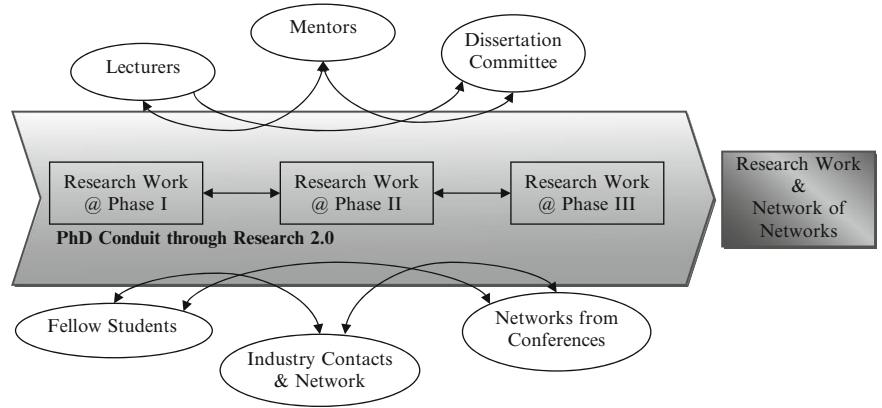 Mentors
Lecturers
Dissertation
Committee
Research Work
@ Phase I
Research Work
@ Phase II
Research Work
@ Phase III
PhD Conduit through Research 2.0
Research Work
&
Network of
Networks
Fellow Students
Industry Contacts
& Network
Networks from
Conferences